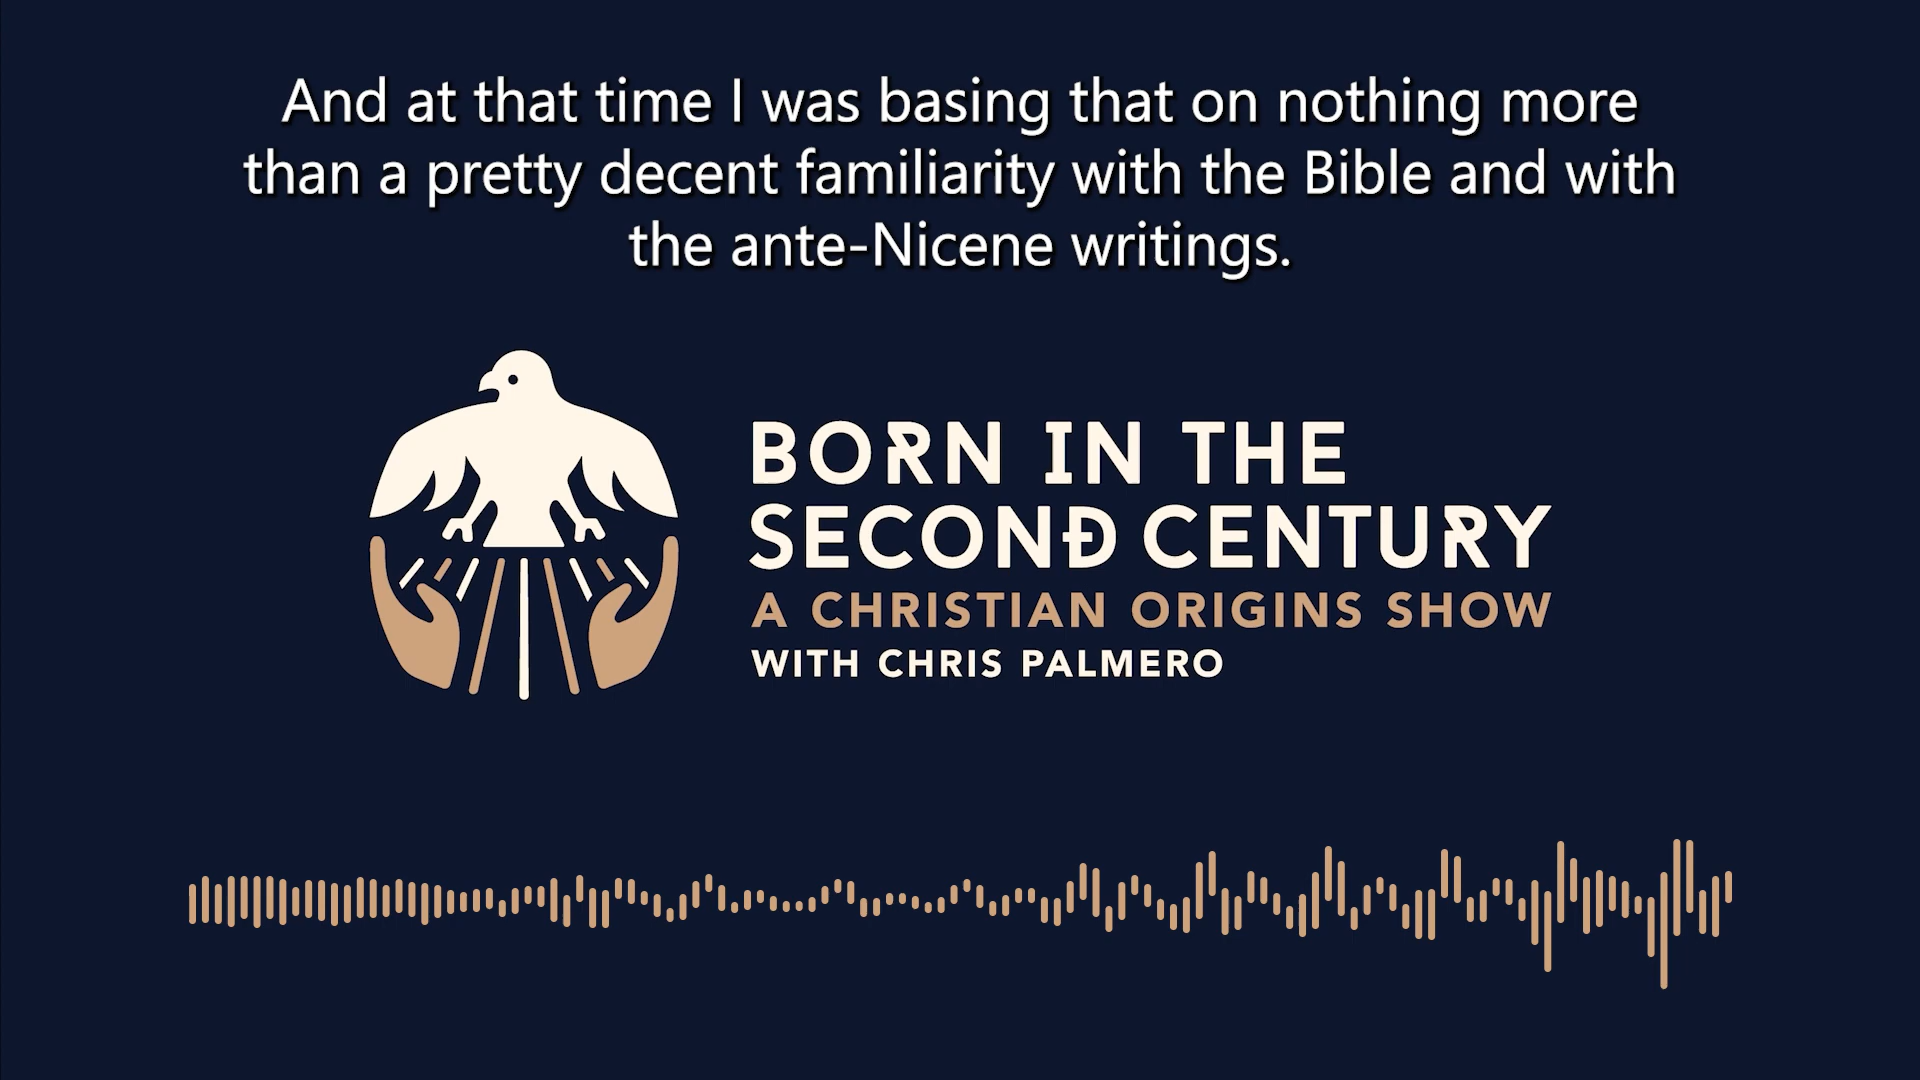 And at that time I was basing that on nothing more
than a pretty decent familiarity with the Bible and with
the ante-Nicene writings.
BORN IN THE
SECOND CENTURY
A CHRISTIAN ORIGINS SHOW
WITH CHRIS PALMERO